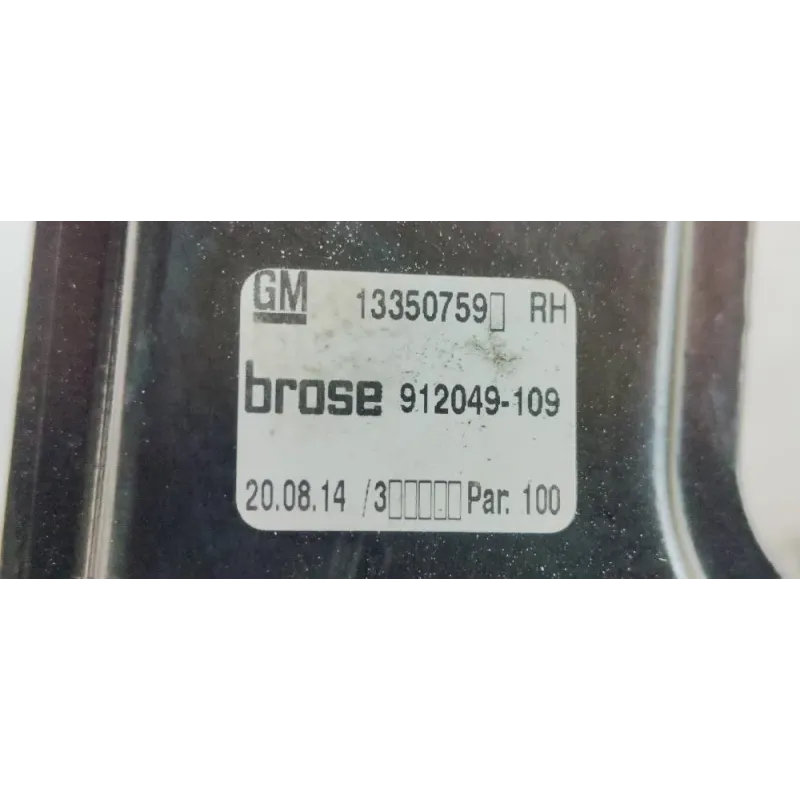 GM 13350759▯ RH
brose 912049-109
20.08.14 /3▯▯▯▯▯Par. 100